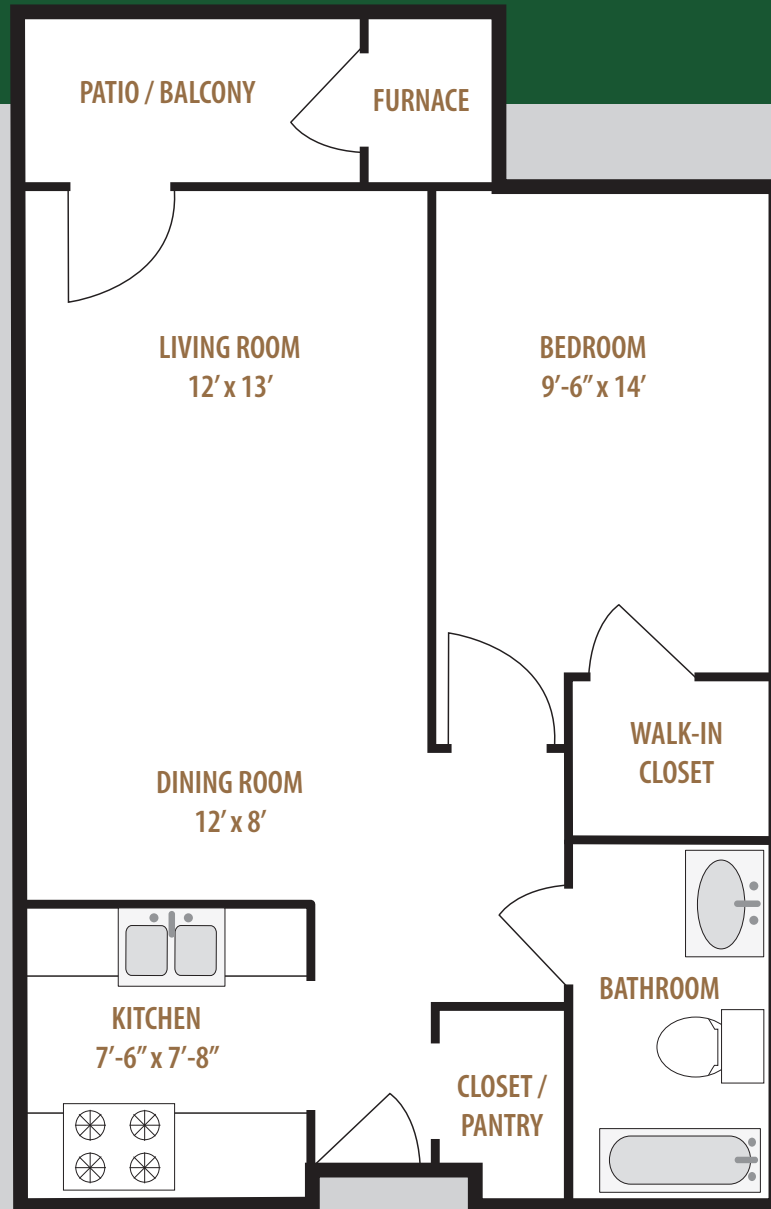 PATIO / BALCONY
FURNACE
LIVING ROOM
12’ x 13’
BEDROOM
9’-6” x 14’
WALK-IN
CLOSET
DINING ROOM
12’ x 8’
KITCHEN
7’-6” x 7’-8”
BATHROOM
CLOSET /
PANTRY